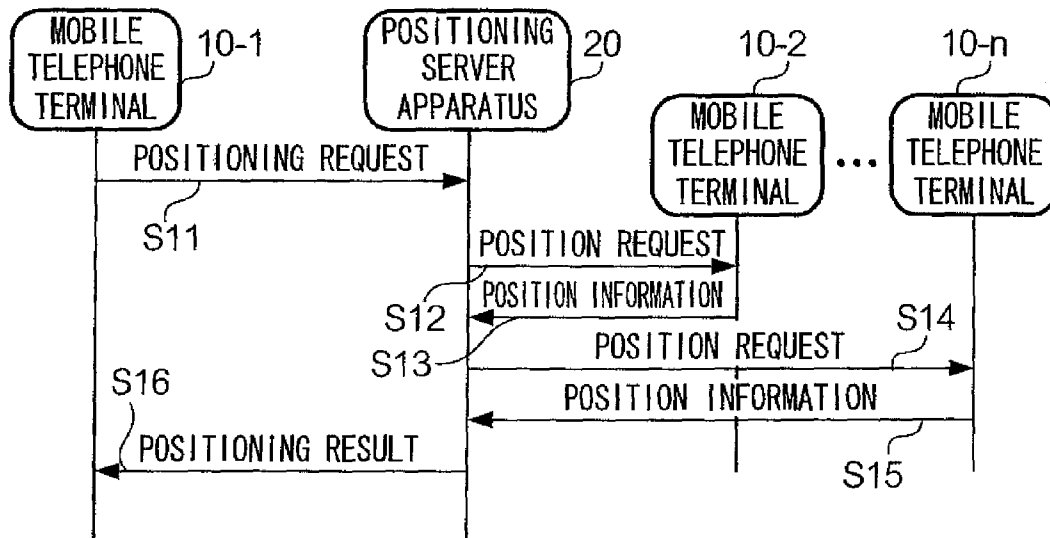 MOBILE
TELEPHONE
TERMINAL
10-1
POSITIONING
SERVER
APPARATUS
20
10-2
10-n
MOBILE
TELEPHONE
TERMINAL
...
MOBILE
TELEPHONE
TERMINAL
POSITIONING REQUEST
S11
POSITION REQUEST
S12
POSITION INFORMATION
S13
POSITION REQUEST
S14
POSITION INFORMATION
S15
S16
POSITIONING RESULT